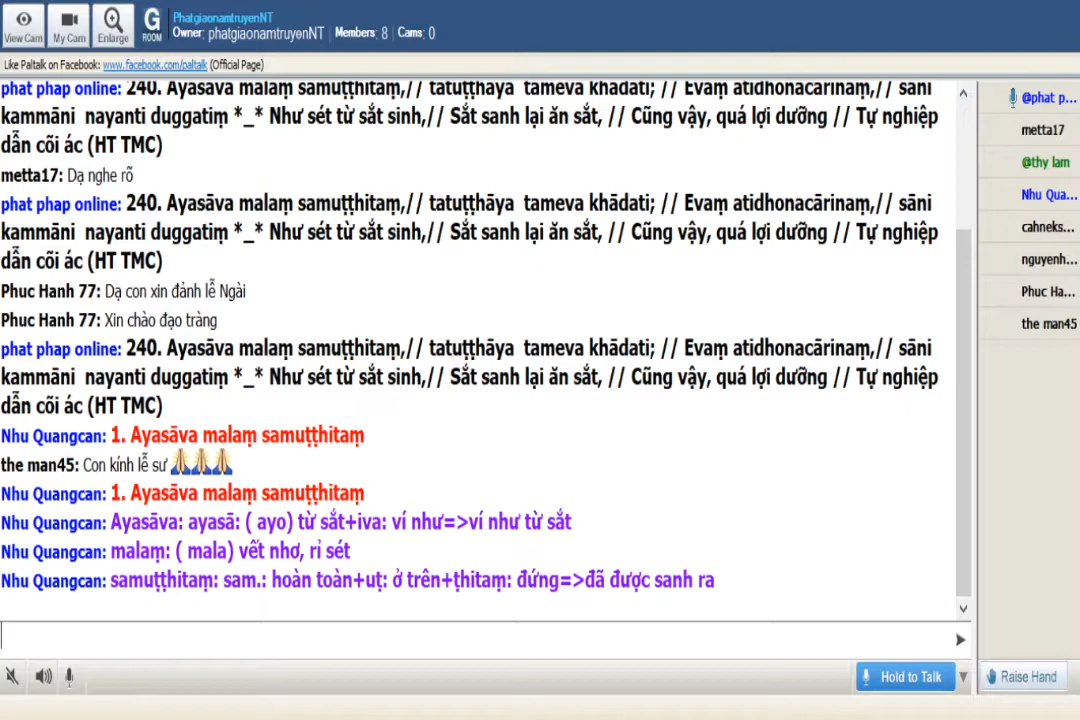 View Cam
My Cam
Enlarge
G
ROOM
PhatgiaonamtruyenNT
Owner: phatgiaonamtruyenNT | Members: 8 | Cams: 0
Like Paltalk on Facebook: www.facebook.com/paltalk (Official Page)
phat phap online: 240. Ayasāva malaṃ samuṭṭhitaṃ,// tatuṭṭhāya tameva khādati; // Evaṃ atidhonacārinaṃ,// sāni
kammāni nayanti duggatiṃ *_* Như sét từ sắt sinh,// Sắt sanh lại ăn sắt, // Cũng vậy, quá lợi dưỡng // Tự nghiệp
dẫn cõi ác (HT TMC)
metta17: Dạ nghe rõ
phat phap online: 240. Ayasāva malaṃ samuṭṭhitaṃ,// tatuṭṭhāya tameva khādati; // Evaṃ atidhonacārinaṃ,// sāni
kammāni nayanti duggatiṃ *_* Như sét từ sắt sinh,// Sắt sanh lại ăn sắt, // Cũng vậy, quá lợi dưỡng // Tự nghiệp
dẫn cõi ác (HT TMC)
Phuc Hanh 77: Dạ con xin đảnh lễ Ngài
Phuc Hanh 77: Xin chào đạo tràng
phat phap online: 240. Ayasāva malaṃ samuṭṭhitaṃ,// tatuṭṭhāya tameva khādati; // Evaṃ atidhonacārinaṃ,// sāni
kammāni nayanti duggatiṃ *_* Như sét từ sắt sinh,// Sắt sanh lại ăn sắt, // Cũng vậy, quá lợi dưỡng // Tự nghiệp
dẫn cõi ác (HT TMC)
Nhu Quangcan: 1. Ayasāva malaṃ samuṭṭhitaṃ
the man45: Con kính lễ sư 🙏🙏🙏
Nhu Quangcan: 1. Ayasāva malaṃ samuṭṭhitaṃ
Nhu Quangcan: Ayasāva: ayasā: ( ayo) từ sắt+iva: ví như=>ví như từ sắt
Nhu Quangcan: malaṃ: ( mala) vết nhơ, rỉ sét
Nhu Quangcan: samuṭṭhitaṃ: sam.: hoàn toàn+uṭ: ở trên+ṭhitaṃ: đứng=>đã được sanh ra
@phat p...
metta17
@thy lam
Nhu Qua...
cahneks...
nguyenh...
Phuc Ha...
the man45
Hold to Talk
Raise Hand